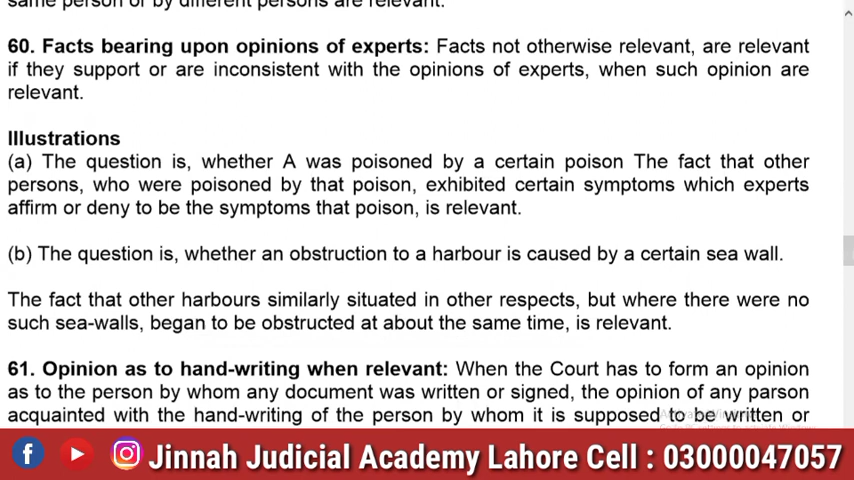 same person or by different persons are relevant.
60. Facts bearing upon opinions of experts: Facts not otherwise relevant, are relevant
if they support or are inconsistent with the opinions of experts, when such opinion are
relevant.
Illustrations
(a) The question is, whether A was poisoned by a certain poison The fact that other
persons, who were poisoned by that poison, exhibited certain symptoms which experts
affirm or deny to be the symptoms that poison, is relevant.
(b) The question is, whether an obstruction to a harbour is caused by a certain sea wall.
The fact that other harbours similarly situated in other respects, but where there were no
such sea-walls, began to be obstructed at about the same time, is relevant.
61. Opinion as to hand-writing when relevant: When the Court has to form an opinion
as to the person by whom any document was written or signed, the opinion of any parson
acquainted with the hand-writing of the person by whom it is supposed to be written or
Jinnah Judicial Academy Lahore Cell : 03000047057